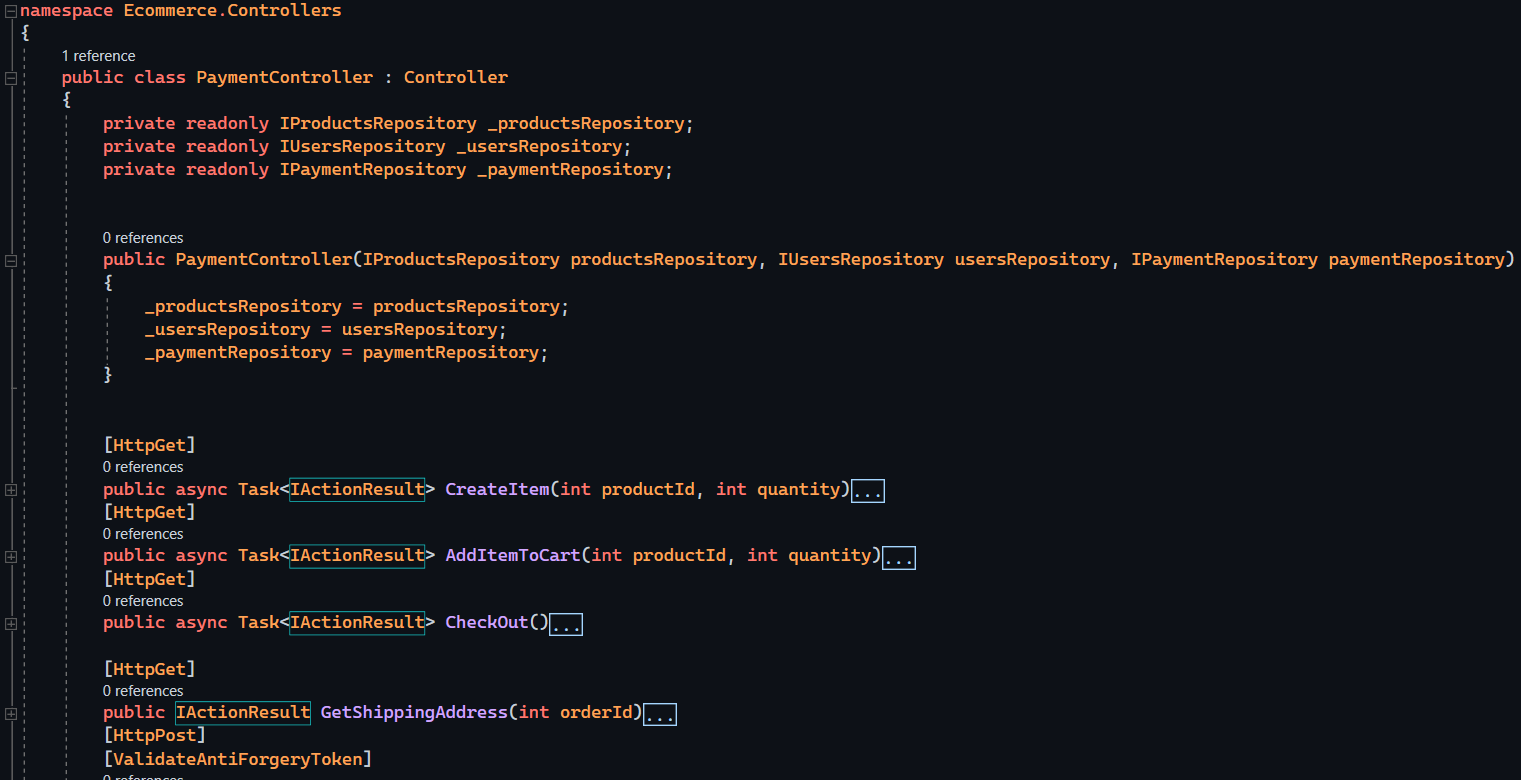 namespace Ecommerce.Controllers
{
1 reference
public class PaymentController : Controller
{
private readonly IProductsRepository _productsRepository;
private readonly IUsersRepository _usersRepository;
private readonly IPaymentRepository _paymentRepository;
0 references
public PaymentController(IProductsRepository productsRepository, IUsersRepository usersRepository, IPaymentRepository paymentRepository)
{
_productsRepository = productsRepository;
_usersRepository = usersRepository;
_paymentRepository = paymentRepository;
}
[HttpGet]
0 references
public async Task<IActionResult> CreateItem(int productId, int quantity)...
[HttpGet]
0 references
public async Task<IActionResult> AddItemToCart(int productId, int quantity)...
[HttpGet]
0 references
public async Task<IActionResult> CheckOut()...
[HttpGet]
0 references
public IActionResult GetShippingAddress(int orderId)...
[HttpPost]
[ValidateAntiForgeryToken]
0 references